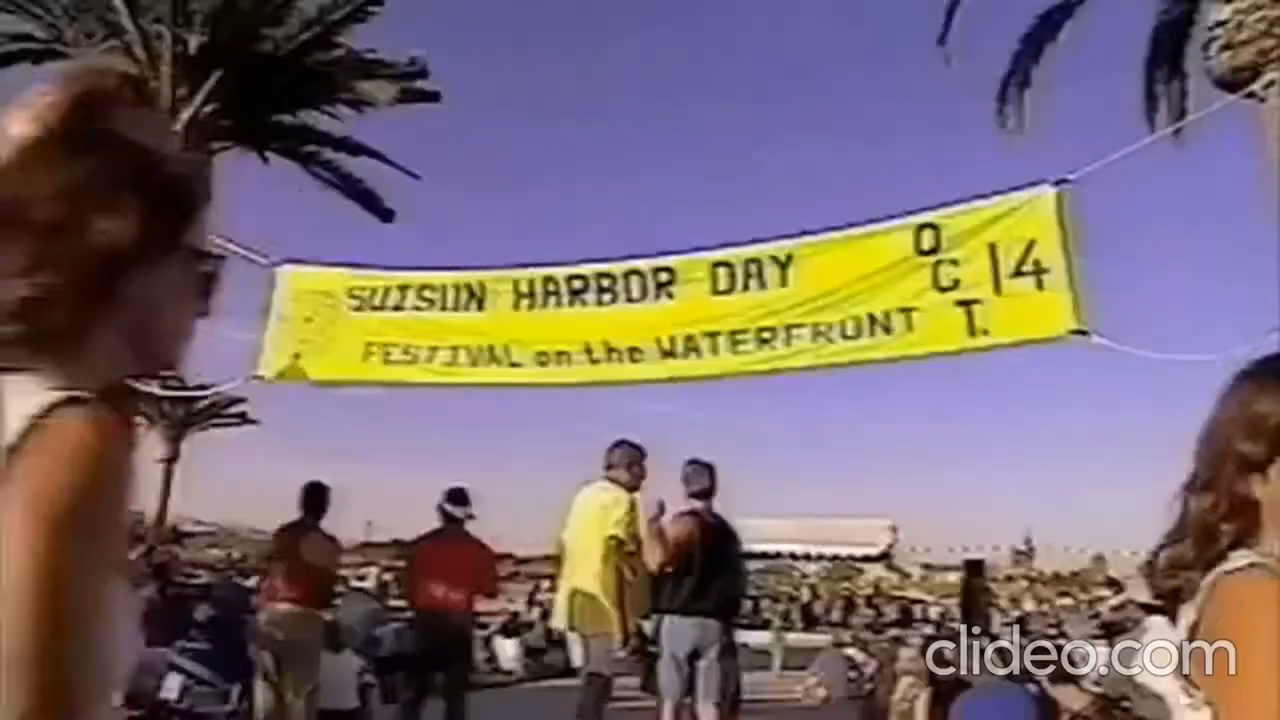 SUISUN HARBOR DAY
FESTIVAL on the WATERFRONT
OCT. 14
clideo.com